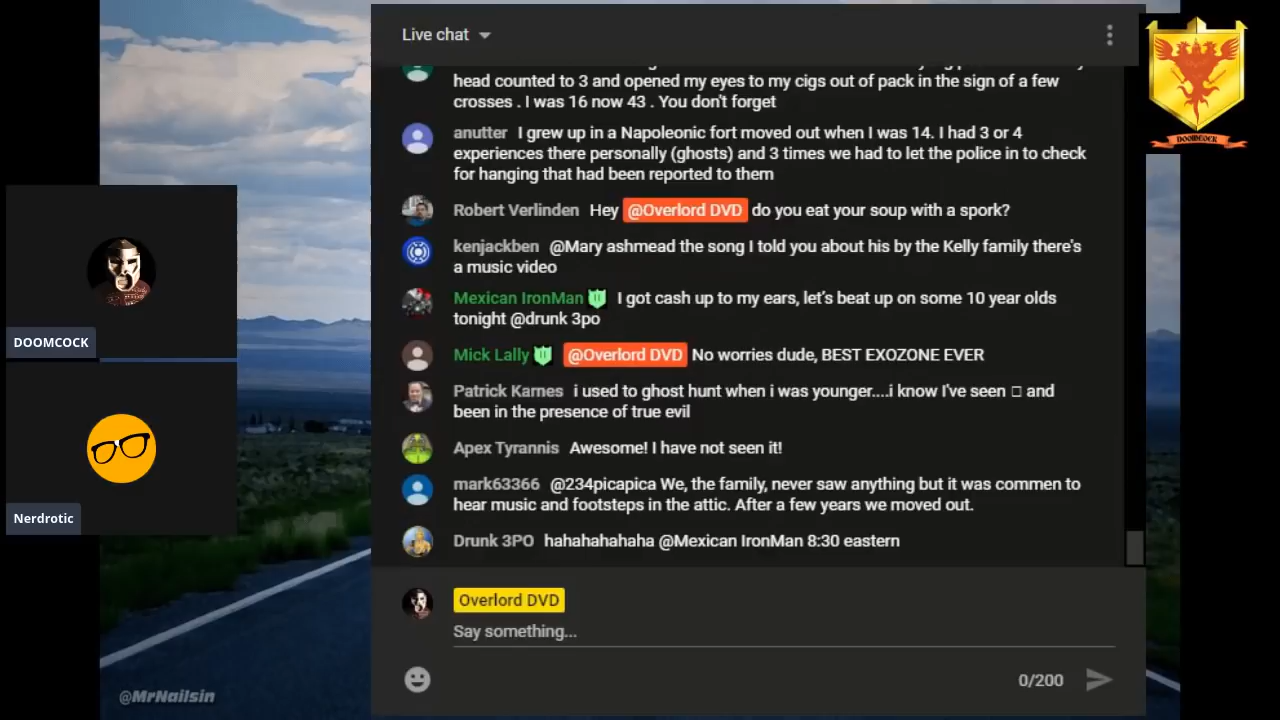 Live chat
head counted to 3 and opened my eyes to my cigs out of pack in the sign of a few
crosses . I was 16 now 43 . You don't forget
anutter I grew up in a Napoleonic fort moved out when I was 14. I had 3 or 4
experiences there personally (ghosts) and 3 times we had to let the police in to check
for hanging that had been reported to them
Robert Verlinden Hey @Overlord DVD do you eat your soup with a spork?
kenjackben @Mary ashmead the song I told you about his by the Kelly family there's
a music video
Mexican IronMan I got cash up to my ears, let's beat up on some 10 year olds
tonight @drunk 3po
Mick Lally @Overlord DVD No worries dude, BEST EXOZONE EVER
Patrick Karnes i used to ghost hunt when i was younger....i know I've seen □ and
been in the presence of true evil
Apex Tyrannis Awesome! I have not seen it!
mark63366 @234picapica We, the family, never saw anything but it was commen to
hear music and footsteps in the attic. After a few years we moved out.
Drunk 3PO hahahahahaha @Mexican IronMan 8:30 eastern
Overlord DVD
Say something...
0/200
DOOMCOCK
Nerdrotic
@MrNailsin
DOOMCOCK